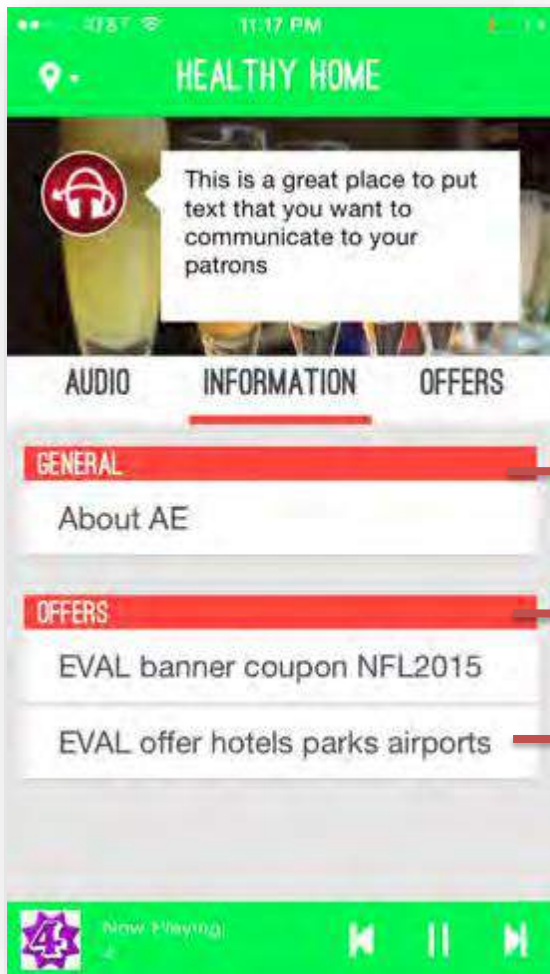 AT&T 11:17 PM
HEALTHY HOME
This is a great place to put
text that you want to
communicate to your
patrons
AUDIO INFORMATION OFFERS
GENERAL
About AE
OFFERS
EVAL banner coupon NFL2015
EVAL offer hotels parks airports
45 Now Playing: